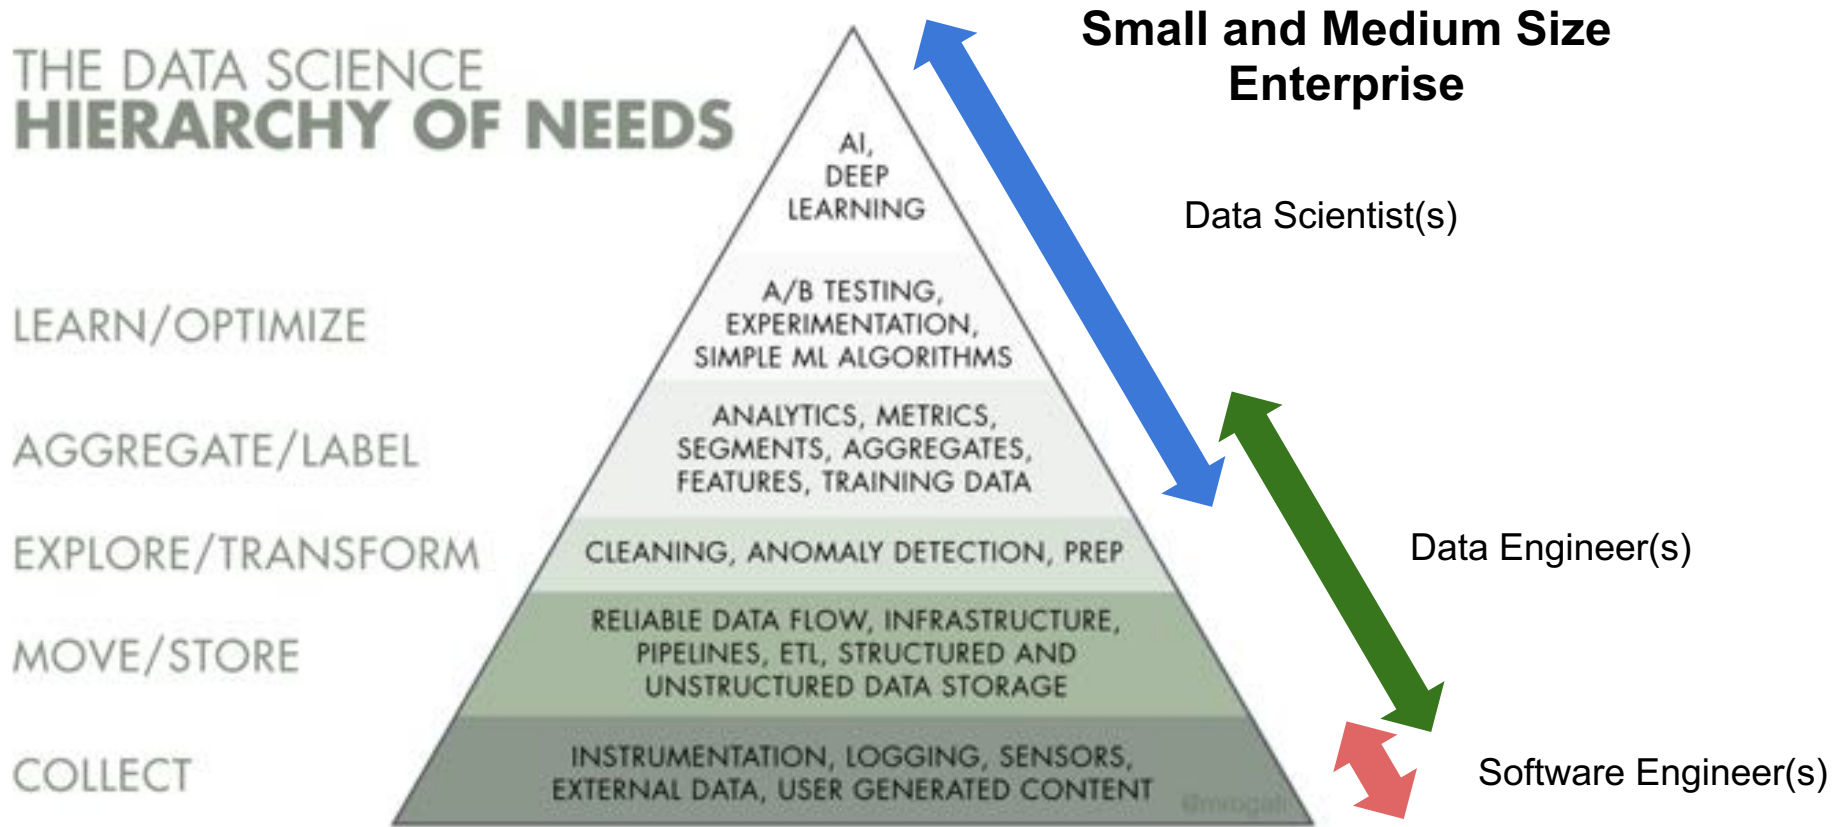 THE DATA SCIENCE
HIERARCHY OF NEEDS
Small and Medium Size
Enterprise
AI,
DEEP
LEARNING
Data Scientist(s)
LEARN/OPTIMIZE
A/B TESTING,
EXPERIMENTATION,
SIMPLE ML ALGORITHMS
AGGREGATE/LABEL
ANALYTICS, METRICS,
SEGMENTS, AGGREGATES,
FEATURES, TRAINING DATA
EXPLORE/TRANSFORM
CLEANING, ANOMALY DETECTION, PREP
Data Engineer(s)
MOVE/STORE
RELIABLE DATA FLOW, INFRASTRUCTURE,
PIPELINES, ETL, STRUCTURED AND
UNSTRUCTURED DATA STORAGE
COLLECT
INSTRUMENTATION, LOGGING, SENSORS,
EXTERNAL DATA, USER GENERATED CONTENT
Software Engineer(s)